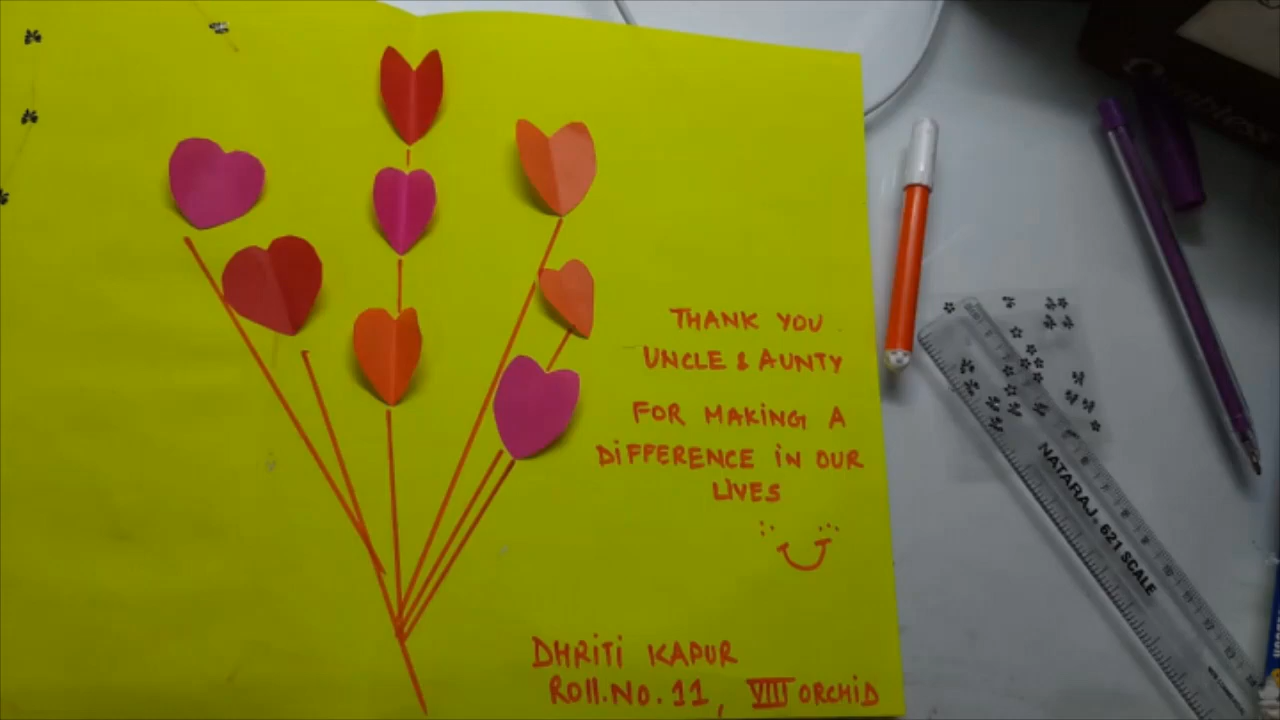 THANK YOU
UNCLE & AUNTY
FOR MAKING A
DIFFERENCE IN OUR
LIVES
DHRITI KAPUR
ROLL.NO.11, VIII ORCHID
NATARAJ 621 SCALE